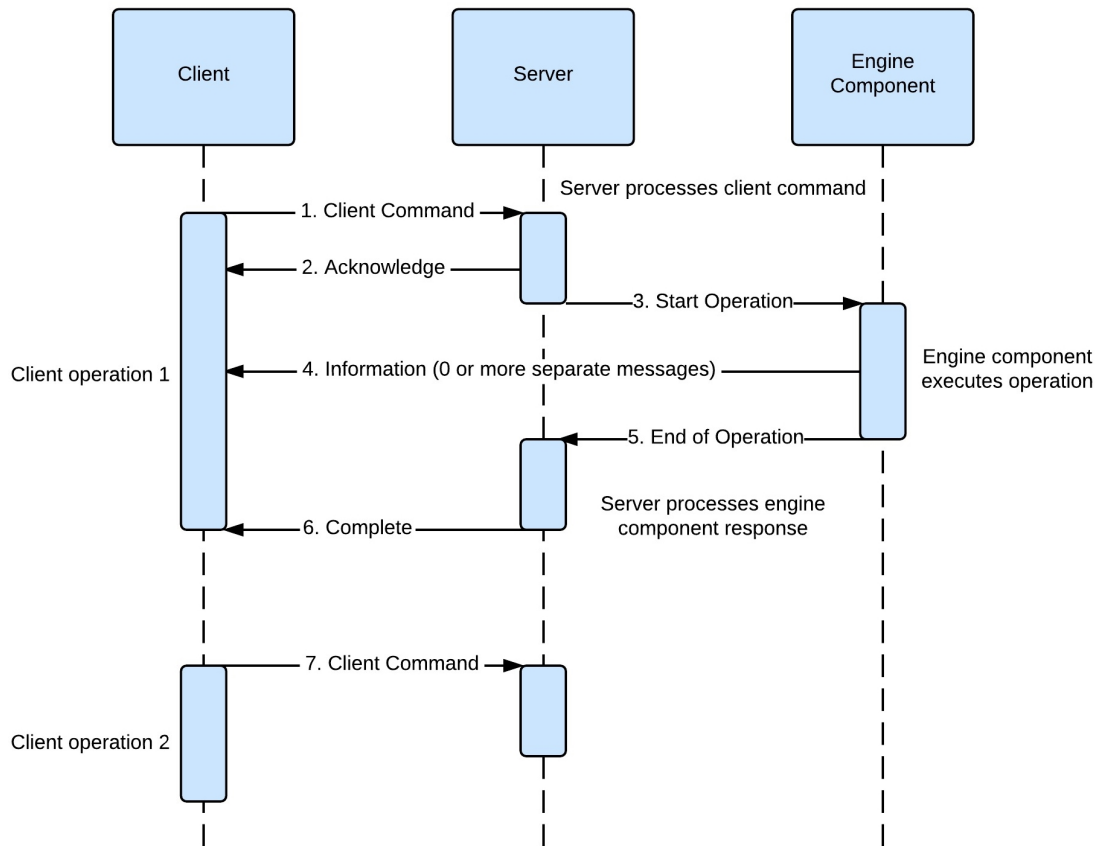 Client
Server
Engine
Component
Server processes client command
1. Client Command
2. Acknowledge
3. Start Operation
Client operation 1
4. Information (0 or more separate messages)
Engine component
executes operation
5. End of Operation
Server processes engine
component response
6. Complete
7. Client Command
Client operation 2